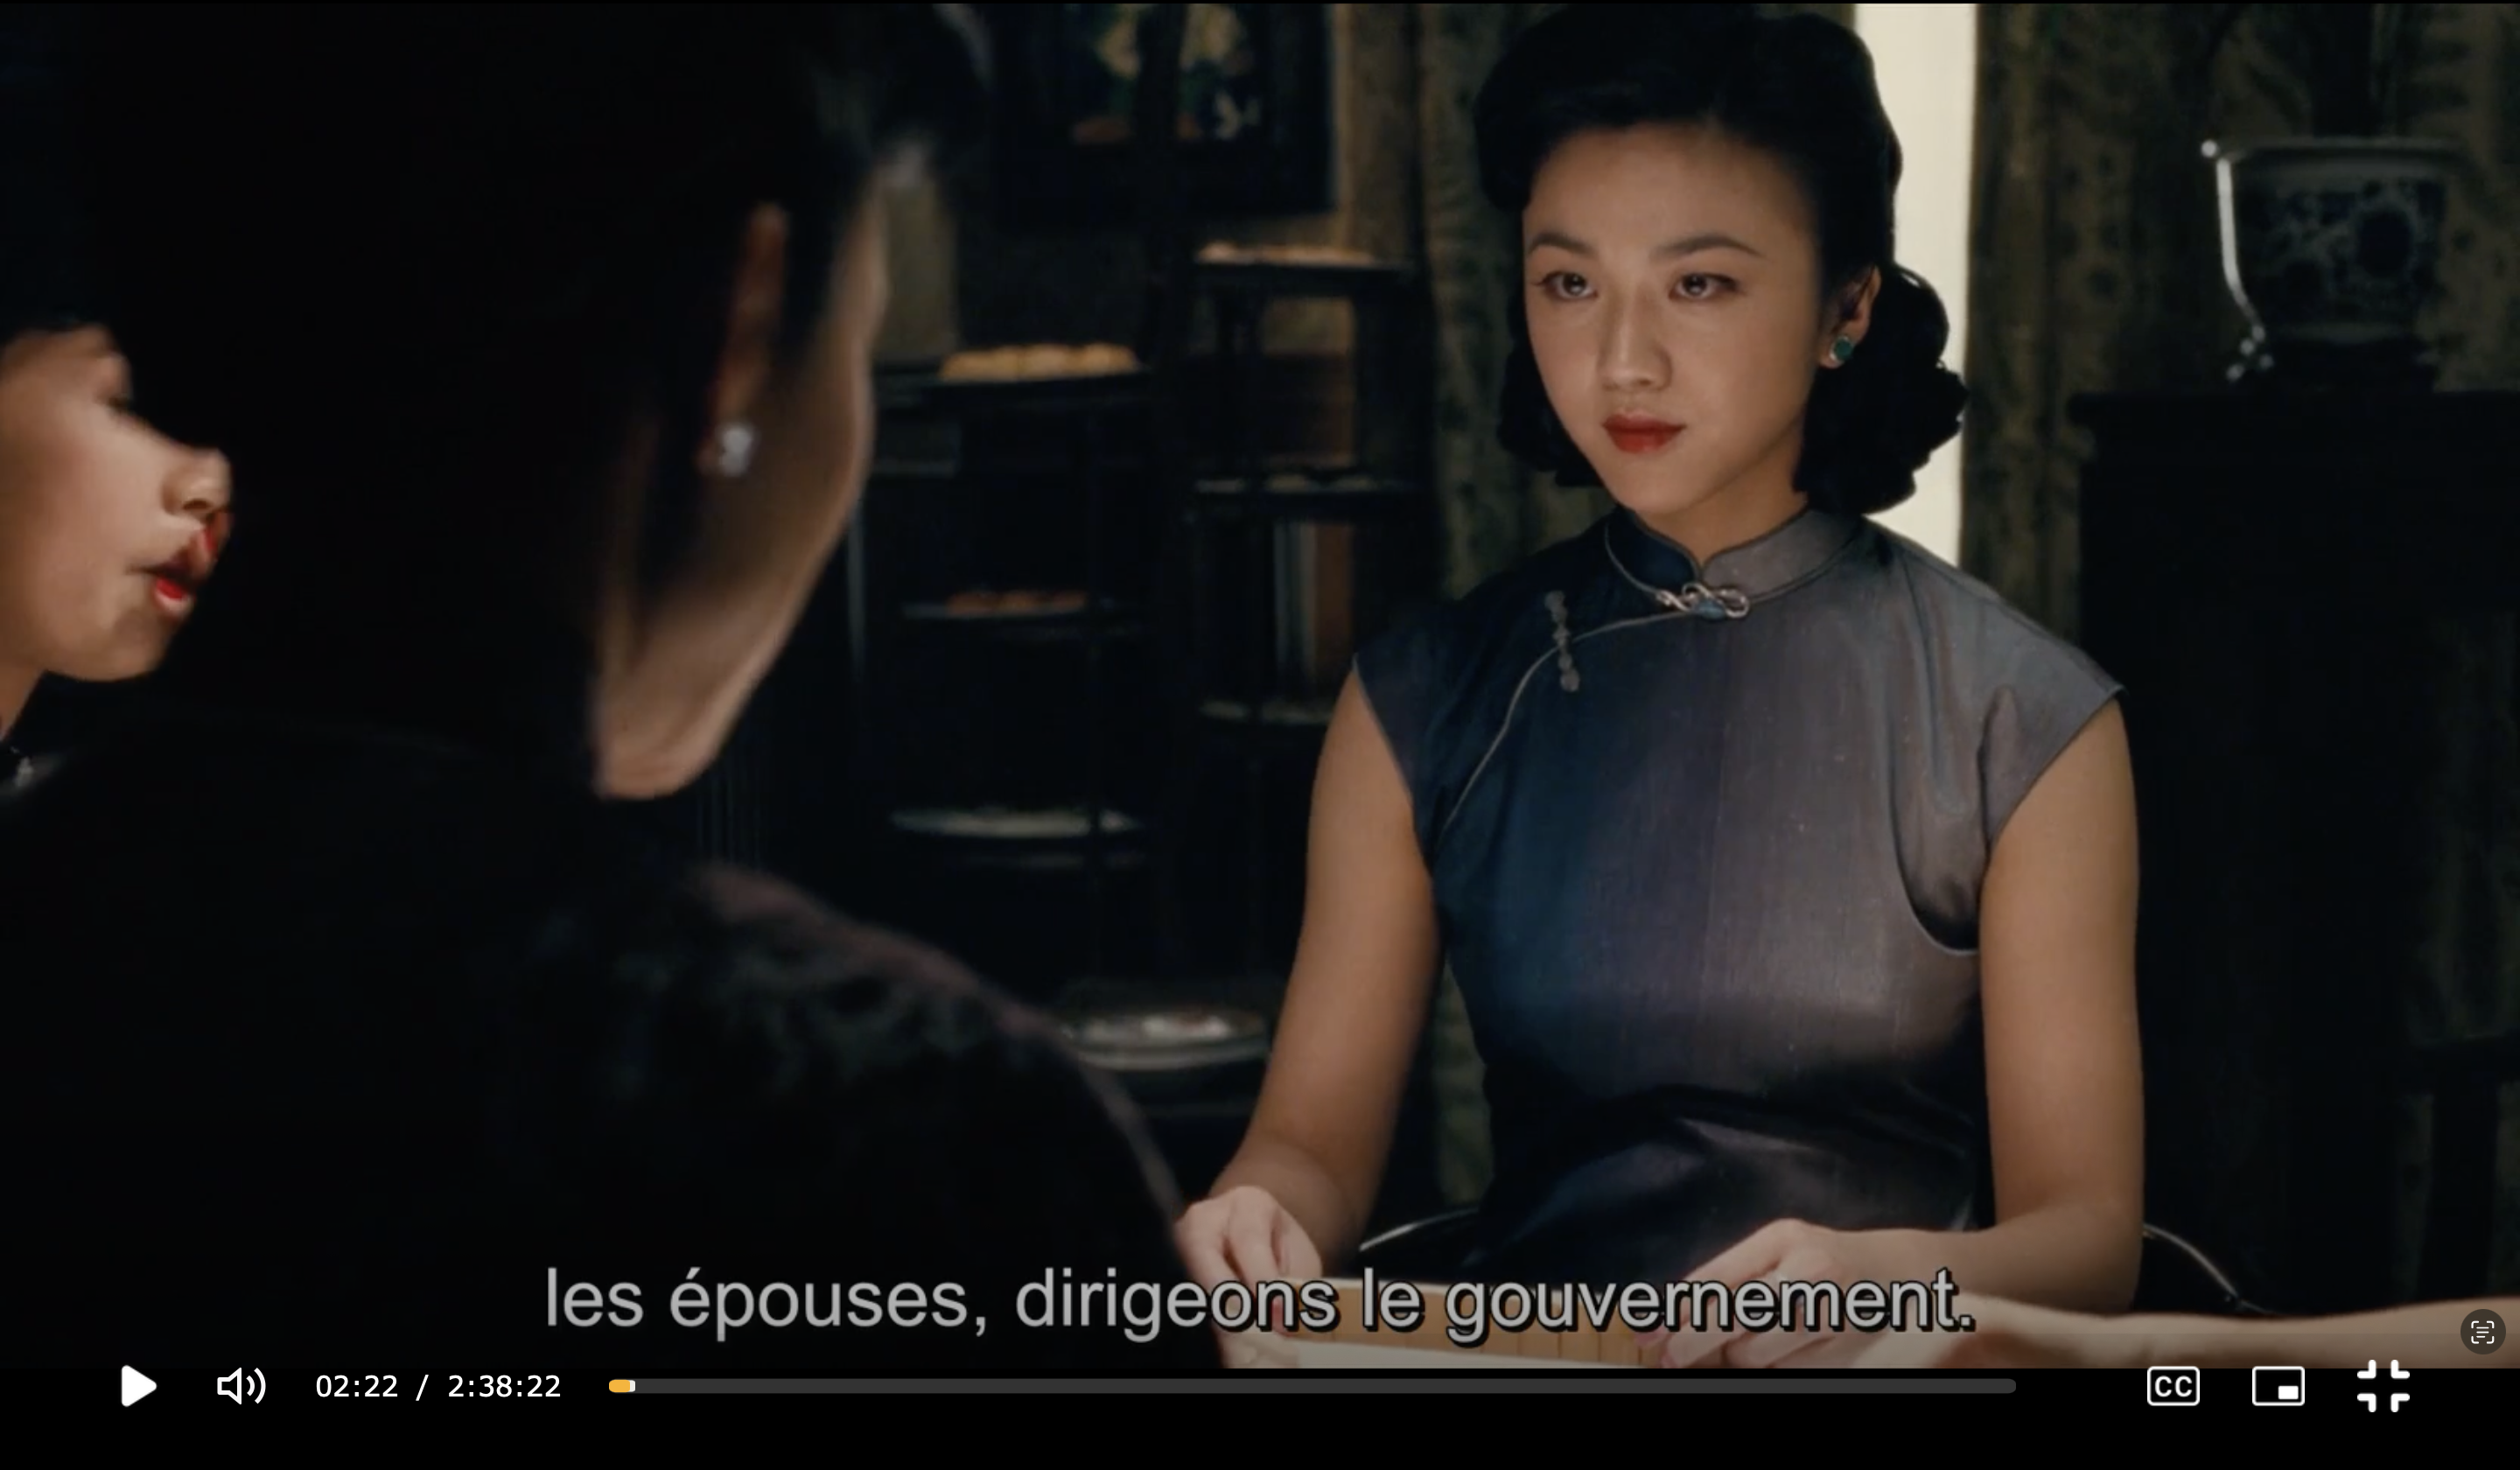 les épouses, dirigeons le gouvernement.
02:22 / 2:38:22
CC